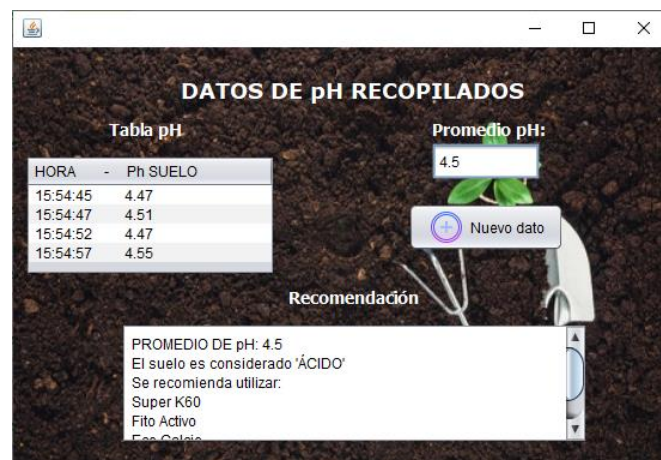 DATOS DE pH RECOPILADOS
Tabla pH
Promedio pH:
HORA - Ph SUELO
4.5
15:54:45 4.47
15:54:47 4.51
15:54:52 4.47
15:54:57 4.55
Nuevo dato
Recomendación
PROMEDIO DE pH: 4.5
El suelo es considerado 'ÁCIDO'
Se recomienda utilizar:
Super K60
Fito Activo